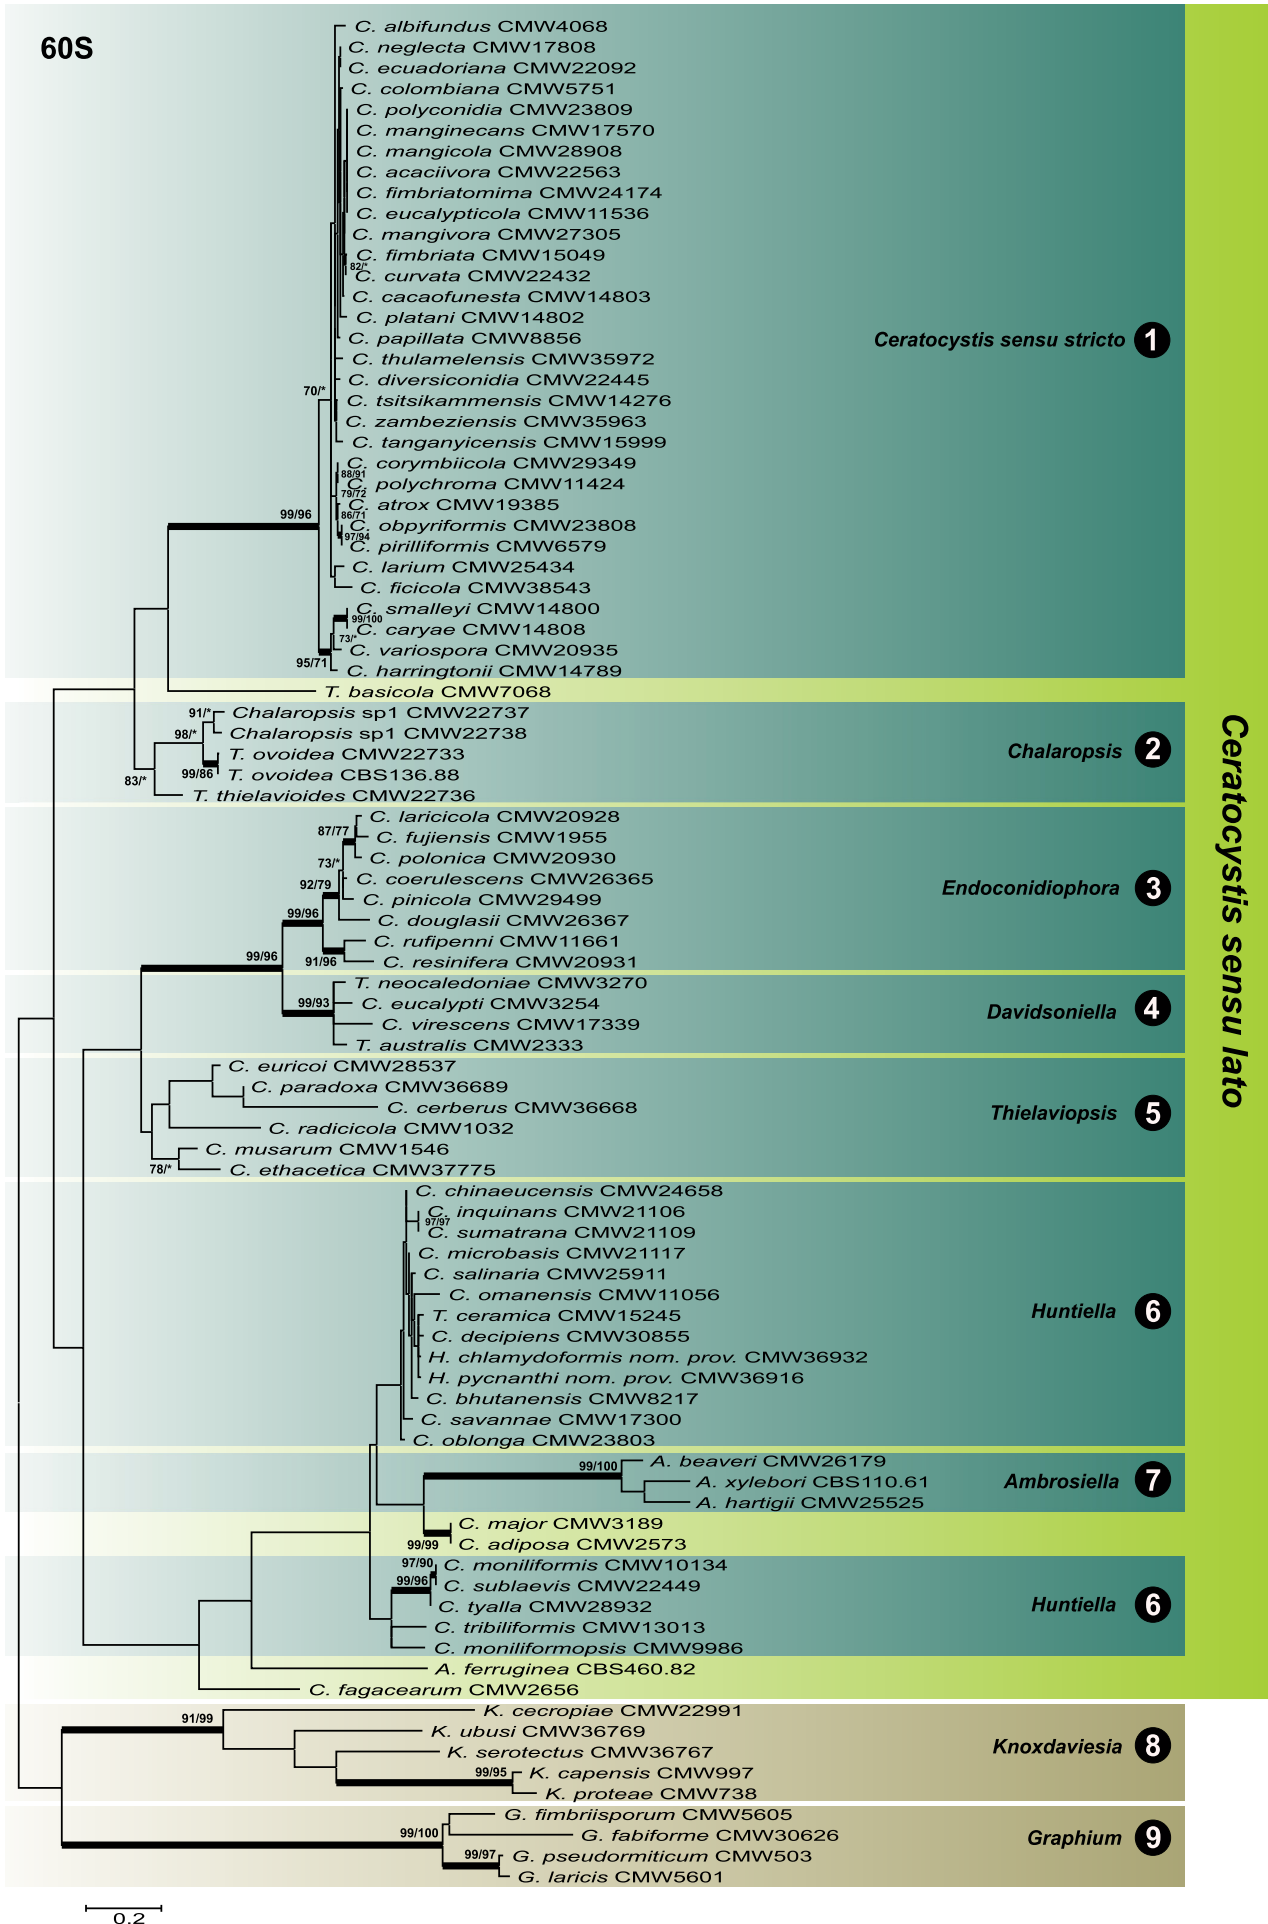 60S
C. albifundus CMW4068
C. neglecta CMW17808
C. ecuadoriana CMW22092
C. colombiana CMW5751
C. polyconidia CMW23809
C. manginecans CMW17570
C. mangicola CMW28908
C. acaciivora CMW22563
C. fimbriatomima CMW24174
C. eucalypticola CMW11536
C. mangivora CMW27305
C. fimbriata CMW15049
82/*
C. curvata CMW22432
C. cacaofunesta CMW14803
C. platani CMW14802
C. papillata CMW8856
Ceratocystis sensu stricto 1
C. thulamelensis CMW35972
C. diversiconidia CMW22445
70/*
C. tsitsikammensis CMW14276
C. zambeziensis CMW35963
C. tanganyicensis CMW15999
C. corymbiicola CMW29349
88/91
C. polychroma CMW11424
79/72
C. atrox CMW19385
99/96
86/71
C. obpyriformis CMW23808
97/94
C. pirilliformis CMW6579
C. larium CMW25434
C. ficicola CMW38543
C. smalleyi CMW14800
99/100
C. caryae CMW14808
73/*
C. variospora CMW20935
95/71
C. harringtonii CMW14789
T. basicola CMW7068
91/*
Chalaropsis sp1 CMW22737
98/*
Chalaropsis sp1 CMW22738
T. ovoidea CMW22733
Chalaropsis 2
99/86
T. ovoidea CBS136.88
83/*
T. thielavioides CMW22736
Ceratocystis sensu lato
C. laricicola CMW20928
87/77
C. fujiensis CMW1955
73/*
C. polonica CMW20930
92/79
C. coerulescens CMW26365
Endoconidiophora 3
C. pinicola CMW29499
99/96
C. douglasii CMW26367
C. rufipenni CMW11661
99/96
91/96
C. resinifera CMW20931
T. neocaledoniae CMW3270
99/93
C. eucalypti CMW3254
Davidsoniella 4
C. virescens CMW17339
T. australis CMW2333
C. euricoi CMW28537
C. paradoxa CMW36689
C. cerberus CMW36668
Thielaviopsis 5
C. radicicola CMW1032
C. musarum CMW1546
78/*
C. ethacetica CMW37775
C. chinaeucensis CMW24658
C. inquinans CMW21106
97/97
C. sumatrana CMW21109
C. microbasis CMW21117
C. salinaria CMW25911
C. omanensis CMW11056
T. ceramica CMW15245
Huntiella 6
C. decipiens CMW30855
H. chlamydoformis nom. prov. CMW36932
H. pycnanthi nom. prov. CMW36916
C. bhutanensis CMW8217
C. savannae CMW17300
C. oblonga CMW23803
99/100
A. beaveri CMW26179
A. xylebori CBS110.61
Ambrosiella 7
A. hartigii CMW25525
C. major CMW3189
99/99
C. adiposa CMW2573
97/90
C. moniliformis CMW10134
99/96
C. sublaevis CMW22449
C. tyalla CMW28932
Huntiella 6
C. tribiliformis CMW13013
C. moniliformopsis CMW9986
A. ferruginea CBS460.82
C. fagacearum CMW2656
91/99
K. cecropiae CMW22991
K. ubusi CMW36769
K. serotectus CMW36767
Knoxdaviesia 8
99/95
K. capensis CMW997
K. proteae CMW738
G. fimbriisporum CMW5605
99/100
G. fabiforme CMW30626
Graphium 9
99/97
G. pseudormiticum CMW503
G. laricis CMW5601
0.2